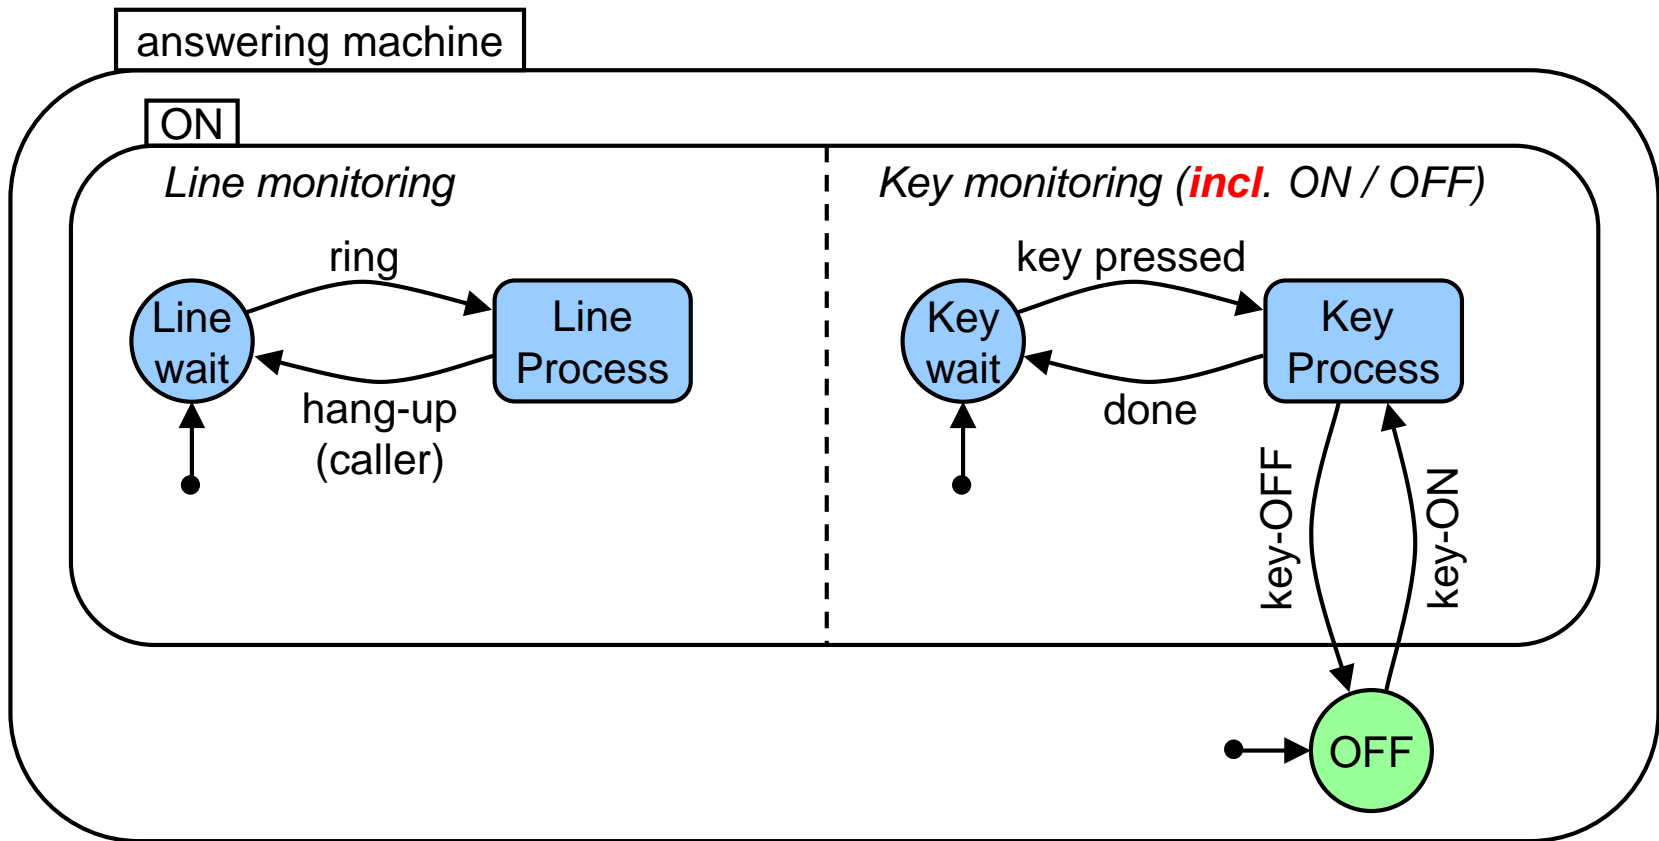 answering machine
ON
Line monitoring
Key monitoring (incl. ON / OFF)
ring
key pressed
Line
wait
Line
Process
Key
wait
Key
Process
hang-up
(caller)
done
key-OFF
key-ON
OFF